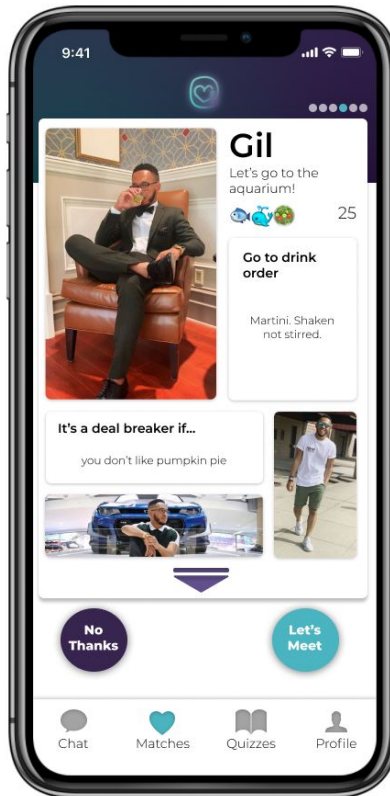 9:41
Gil
Let's go to the
aquarium!
25
Go to drink
order
Martini. Shaken
not stirred.
It's a deal breaker if...
you don't like pumpkin pie
No
Thanks
Let's
Meet
Chat
Matches
Quizzes
Profile